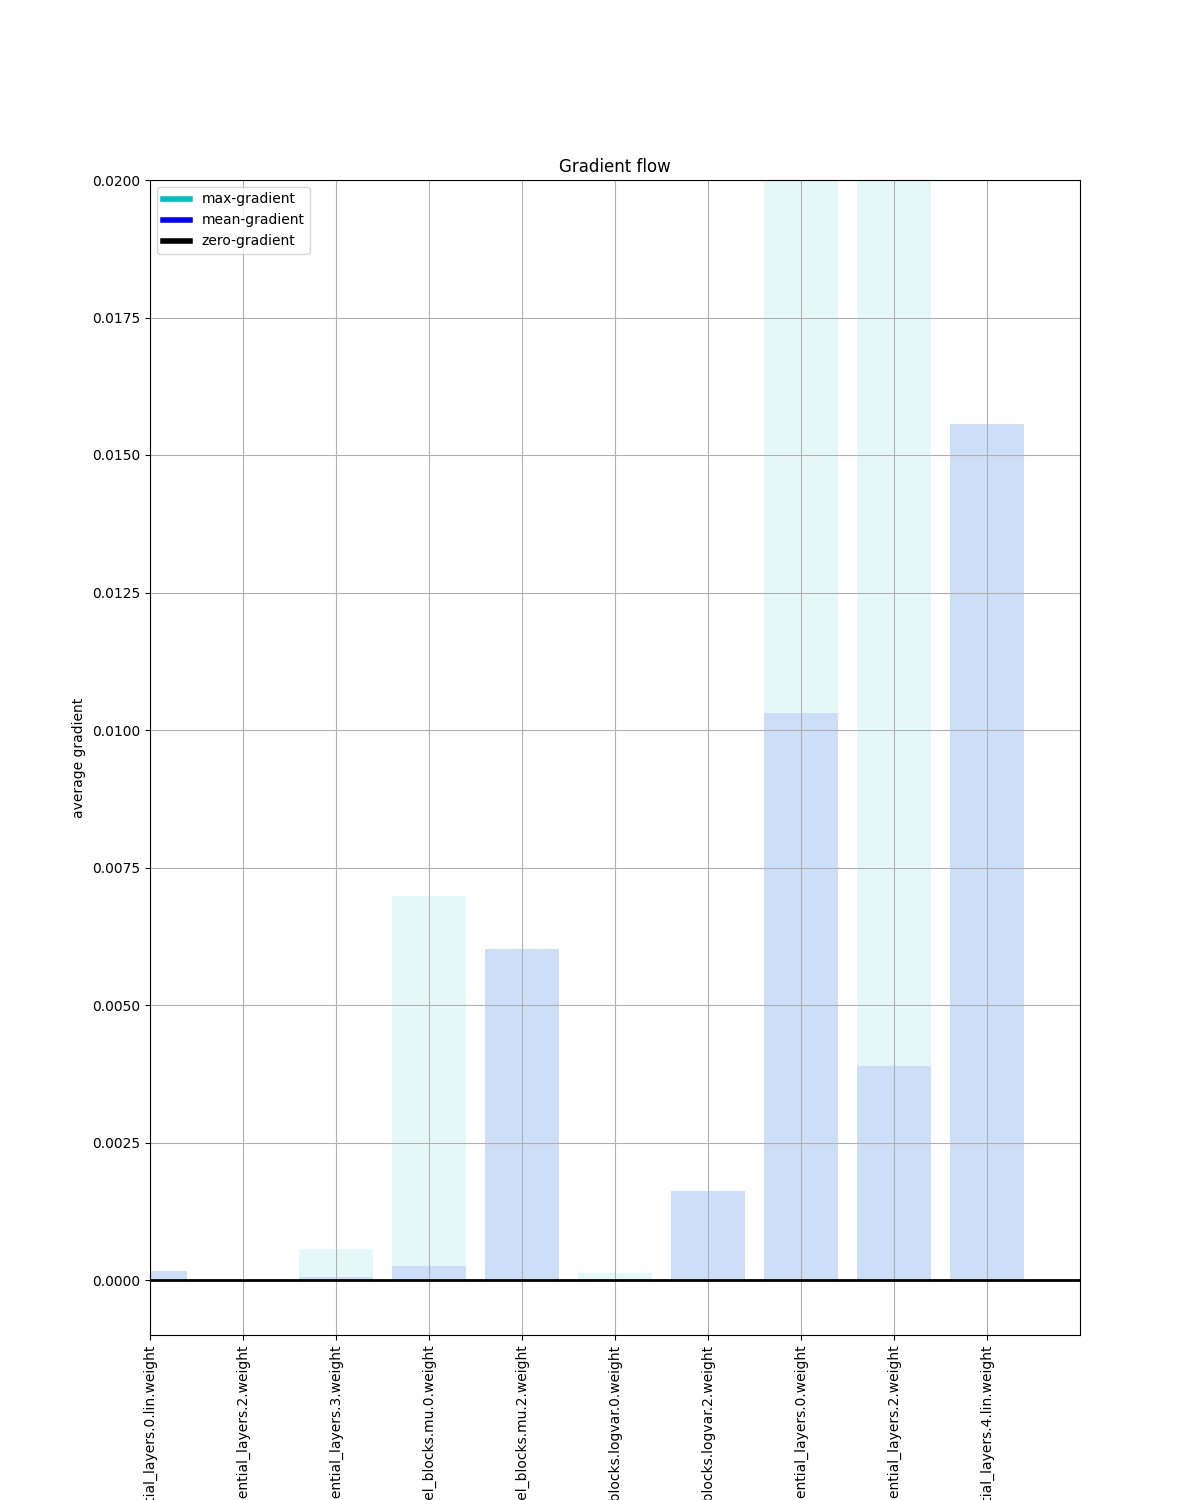 Gradient flow
max-gradient
mean-gradient
zero-gradient
0.0200
0.0175
0.0150
0.0125
0.0100
0.0075
0.0050
0.0025
0.0000
average gradient
tial_layers.0.lin.weight
ential_layers.2.weight
ential_layers.3.weight
el_blocks.mu.0.weight
el_blocks.mu.2.weight
blocks.logvar.0.weight
blocks.logvar.2.weight
ential_layers.0.weight
ential_layers.2.weight
tial_layers.4.lin.weight